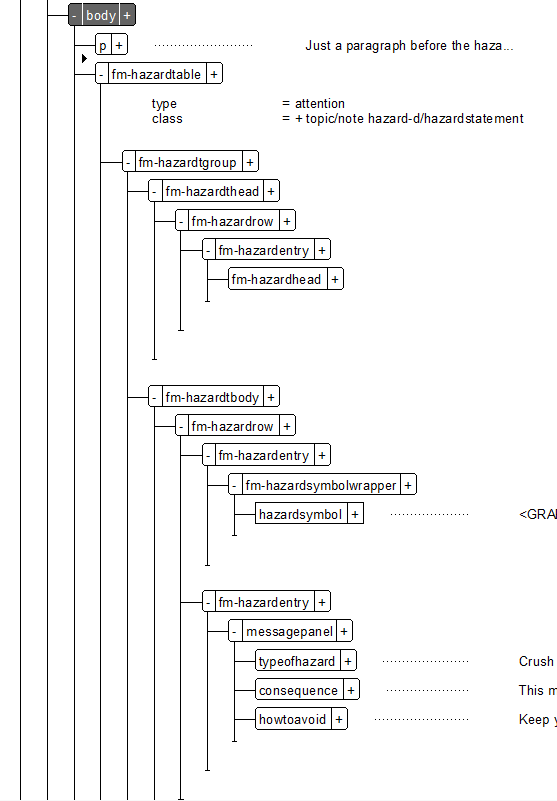 - body +
p + Just a paragraph before the haza...
- fm-hazardtable +
type = attention
class = + topic/note hazard-d/hazardstatement
- fm-hazardtgroup +
- fm-hazardthead +
- fm-hazardrow +
- fm-hazardentry +
fm-hazardhead +
- fm-hazardtbody +
- fm-hazardrow +
- fm-hazardentry +
- fm-hazardsymbolwrapper +
hazardsymbol + <GRA
- fm-hazardentry +
- messagepanel +
typeofhazard + Crush
consequence + This m
howtoavoid + Keep y